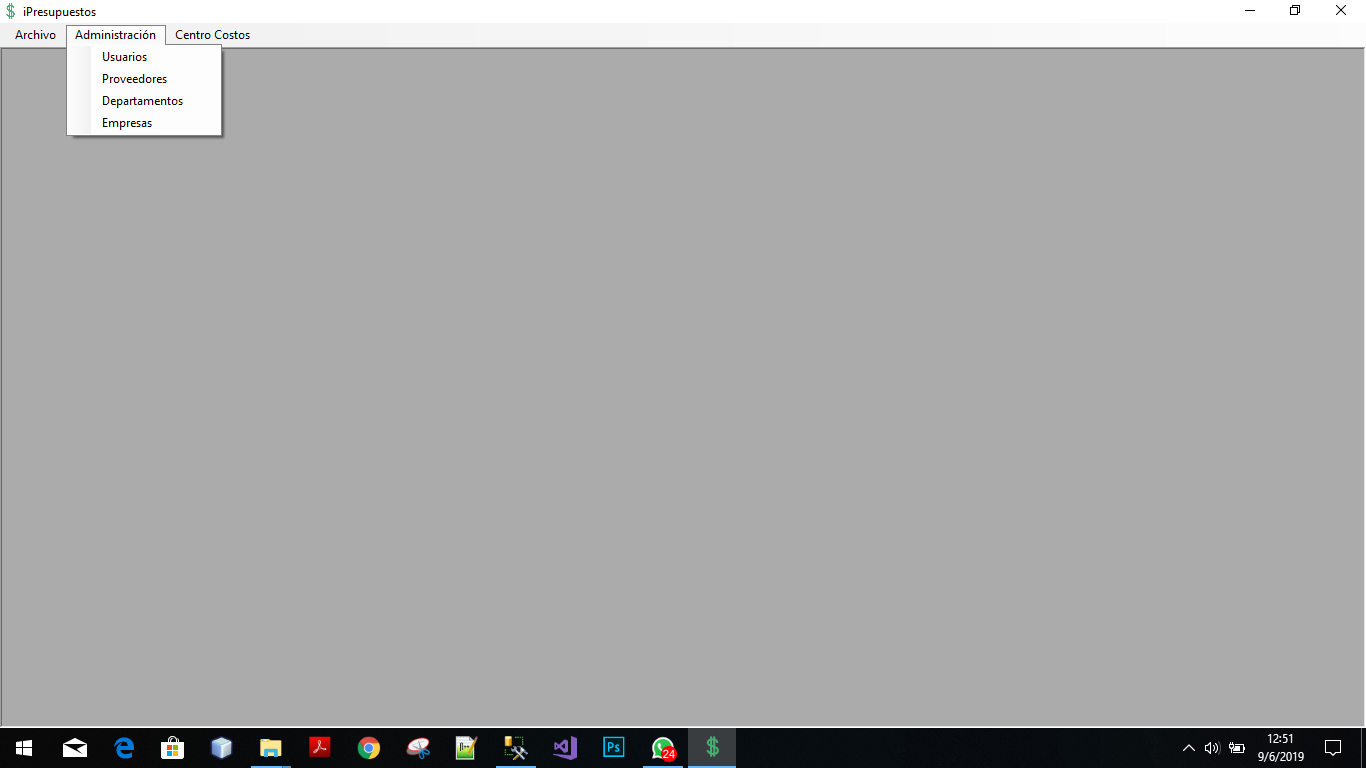 iPresupuestos
Archivo Administración Centro Costos
Usuarios
Proveedores
Departamentos
Empresas
Ps
24
12:51
9/6/2019